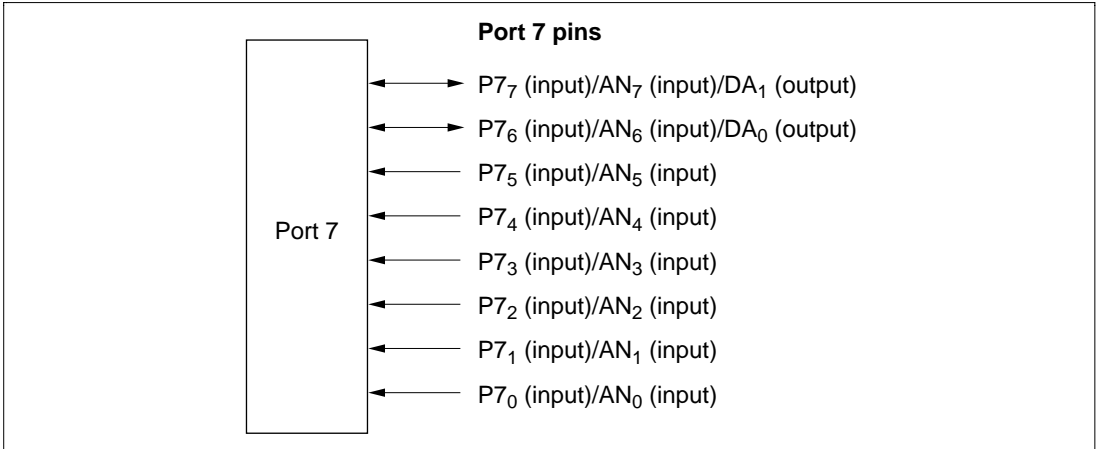 Port 7 pins
P7₇ (input)/AN₇ (input)/DA₁ (output)
P7₆ (input)/AN₆ (input)/DA₀ (output)
P7₅ (input)/AN₅ (input)
P7₄ (input)/AN₄ (input)
Port 7
P7₃ (input)/AN₃ (input)
P7₂ (input)/AN₂ (input)
P7₁ (input)/AN₁ (input)
P7₀ (input)/AN₀ (input)